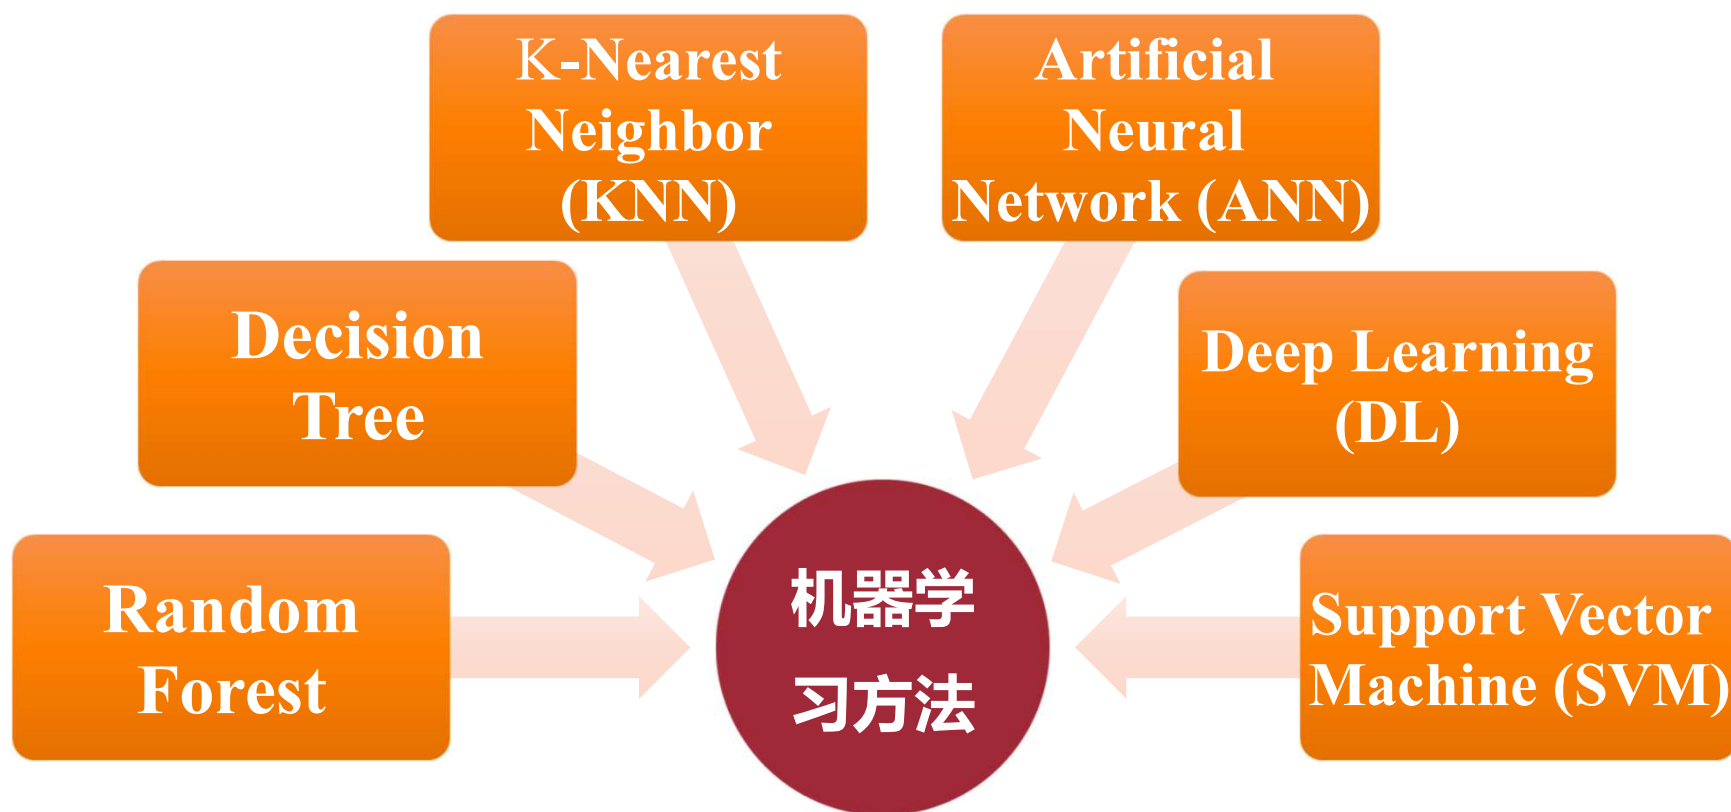 K-Nearest
Neighbor
(KNN)
Artificial
Neural
Network (ANN)
Decision
Tree
Deep Learning
(DL)
Random
Forest
机器学
习方法
Support Vector
Machine (SVM)